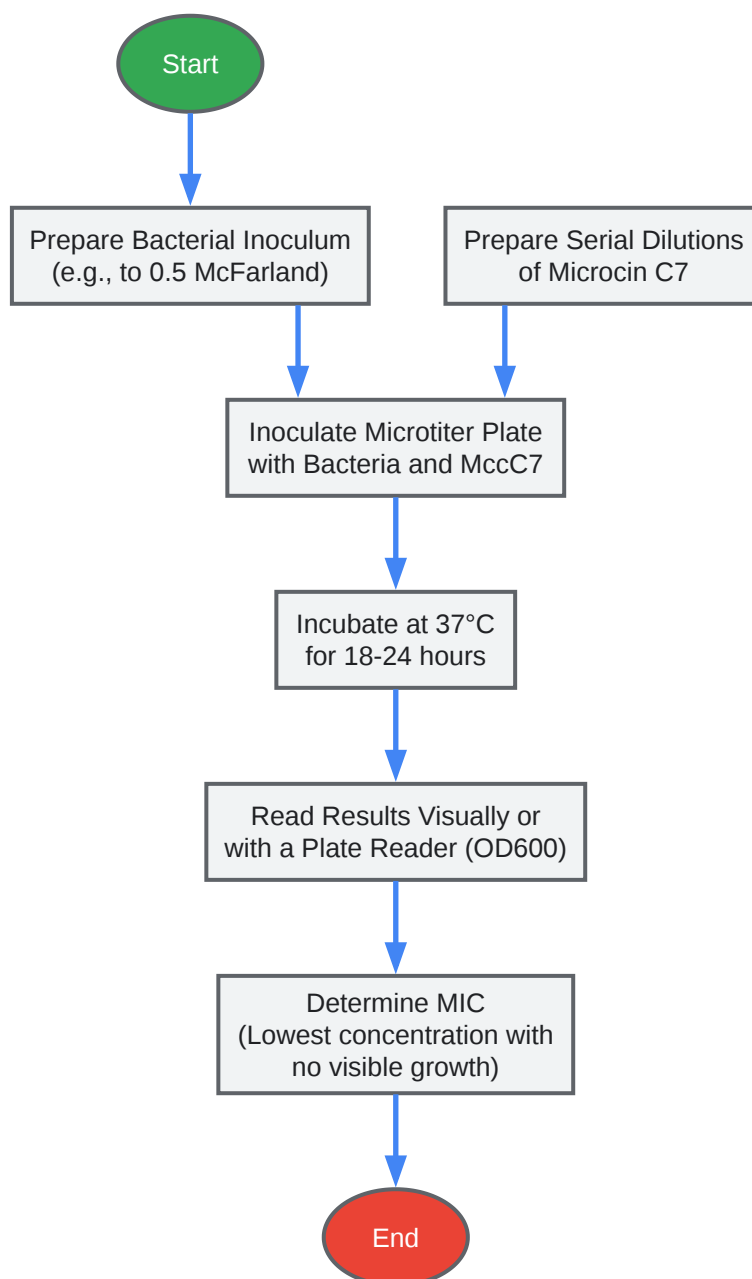 Start
Prepare Bacterial Inoculum
(e.g., to 0.5 McFarland)
Prepare Serial Dilutions
of Microcin C7
Inoculate Microtiter Plate
with Bacteria and MccC7
Incubate at 37°C
for 18-24 hours
Read Results Visually or
with a Plate Reader (OD600)
Determine MIC
(Lowest concentration with
no visible growth)
End